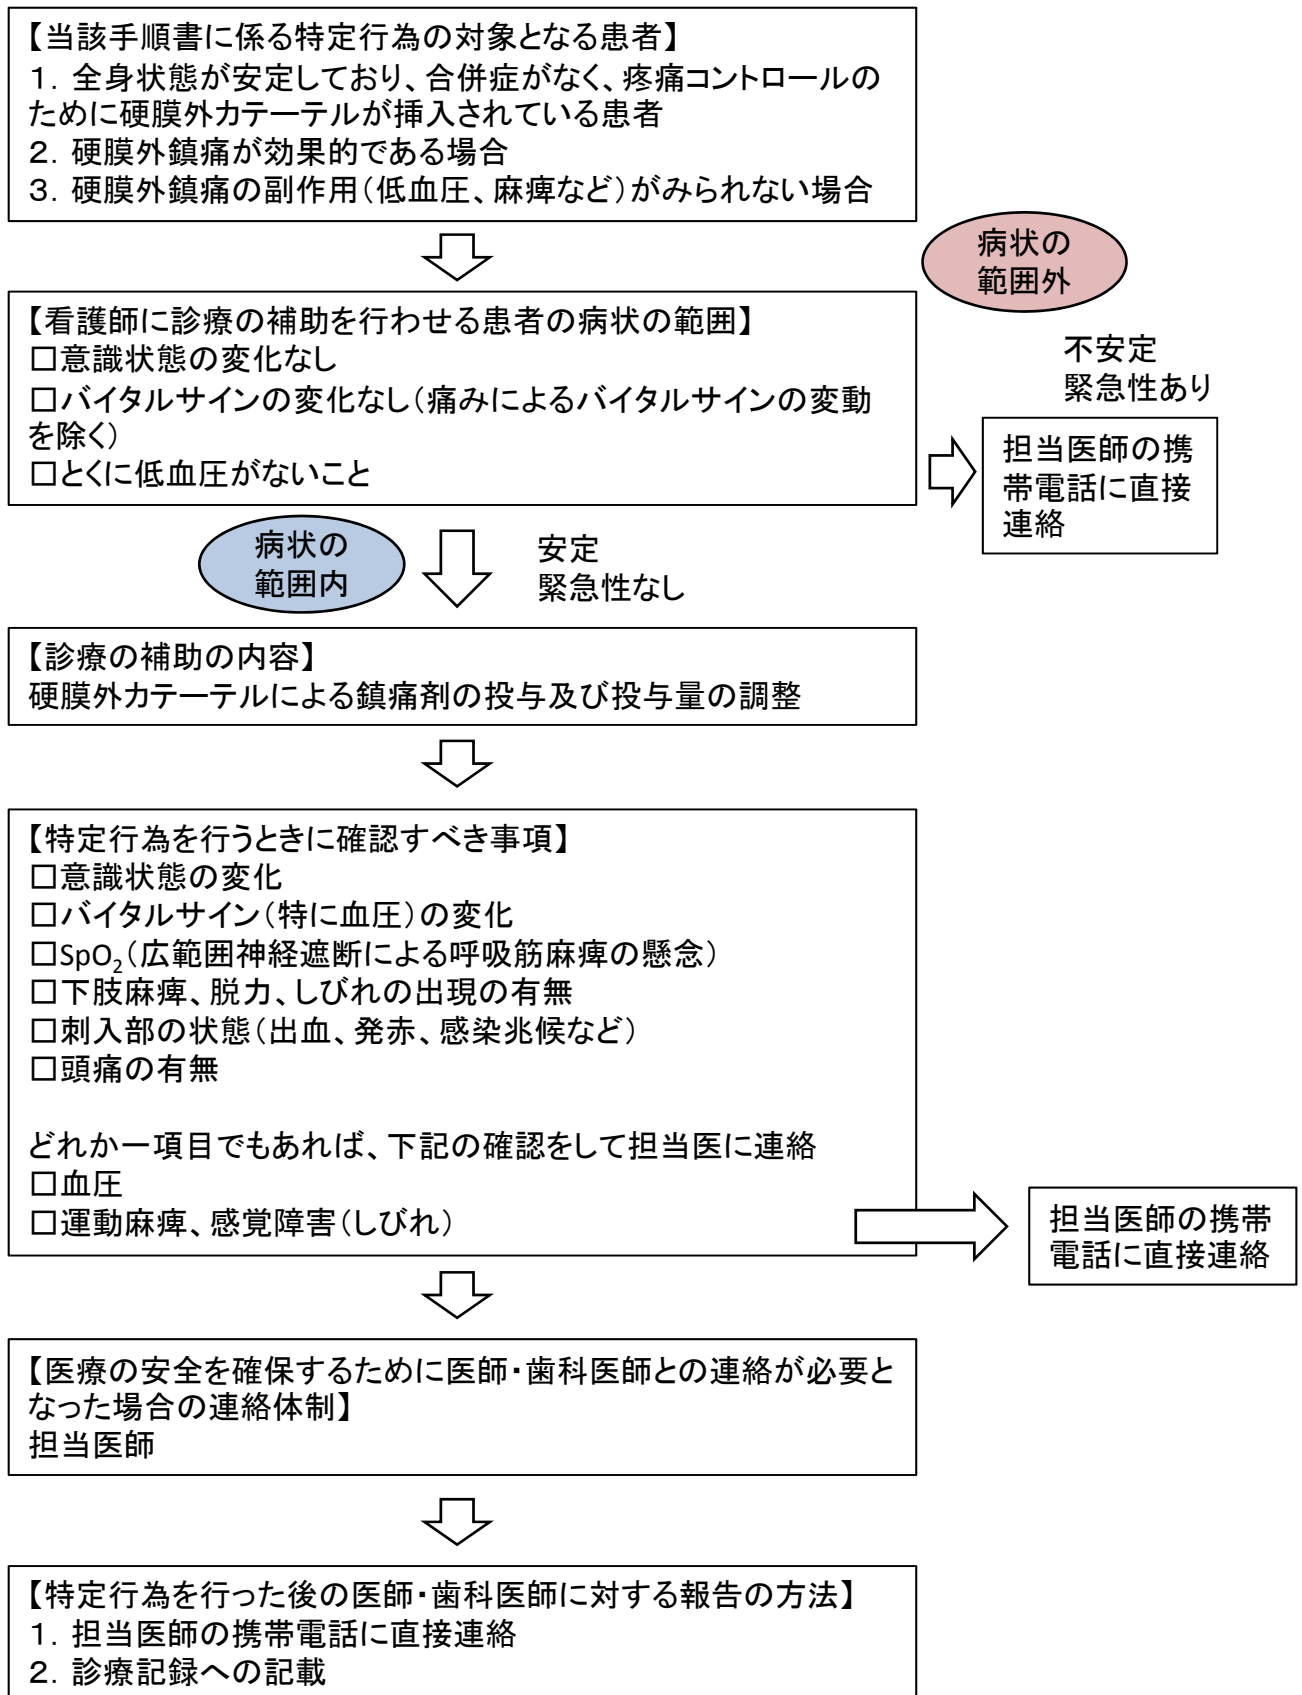 【当該手順書に係る特定行為の対象となる患者】
1．全身状態が安定しており、合併症がなく、疼痛コントロールの
ために硬膜外カテーテルが挿入されている患者
2．硬膜外鎮痛が効果的である場合
3．硬膜外鎮痛の副作用（低血圧、麻痺など）がみられない場合
病状の
範囲外
【看護師に診療の補助を行わせる患者の病状の範囲】
□意識状態の変化なし
□バイタルサインの変化なし（痛みによるバイタルサインの変動
を除く）
□とくに低血圧がないこと
不安定
緊急性あり
担当医師の携
帯電話に直接
連絡
病状の
範囲内
安定
緊急性なし
【診療の補助の内容】
硬膜外カテーテルによる鎮痛剤の投与及び投与量の調整
【特定行為を行うときに確認すべき事項】
□意識状態の変化
□バイタルサイン（特に血圧）の変化
□SpO₂（広範囲神経遮断による呼吸筋麻痺の懸念）
□下肢麻痺、脱力、しびれの出現の有無
□刺入部の状態（出血、発赤、感染兆候など）
□頭痛の有無
どれか一項目でもあれば、下記の確認をして担当医に連絡
□血圧
□運動麻痺、感覚障害（しびれ）
担当医師の携帯
電話に直接連絡
【医療の安全を確保するために医師・歯科医師との連絡が必要と
なった場合の連絡体制】
担当医師
【特定行為を行った後の医師・歯科医師に対する報告の方法】
1．担当医師の携帯電話に直接連絡
2．診療記録への記載